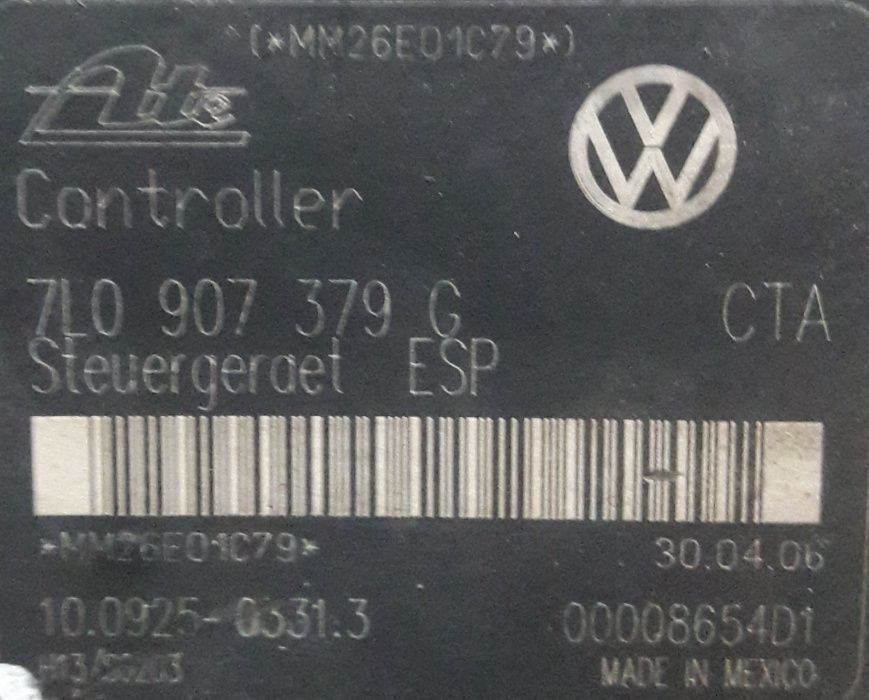 (*MM26E01C79*)
Ate
Controller
7L0 907 379 G CTA
Steuergeraet ESP
*MM26E01C79* 30.04.06
10.0925-0331.3 00008654D1
MADE IN MEXICO